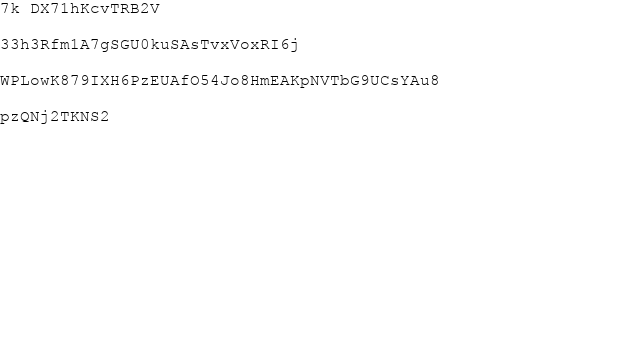 7k DX71hKcvTRB2V
33h3Rfm1A7gSGU0kuSAsTvxVoxRI6j
WPLowK879IXH6PzEUAfO54Jo8HmEAKpNVTbG9UCsYAu8
pzQNj2TKNS2